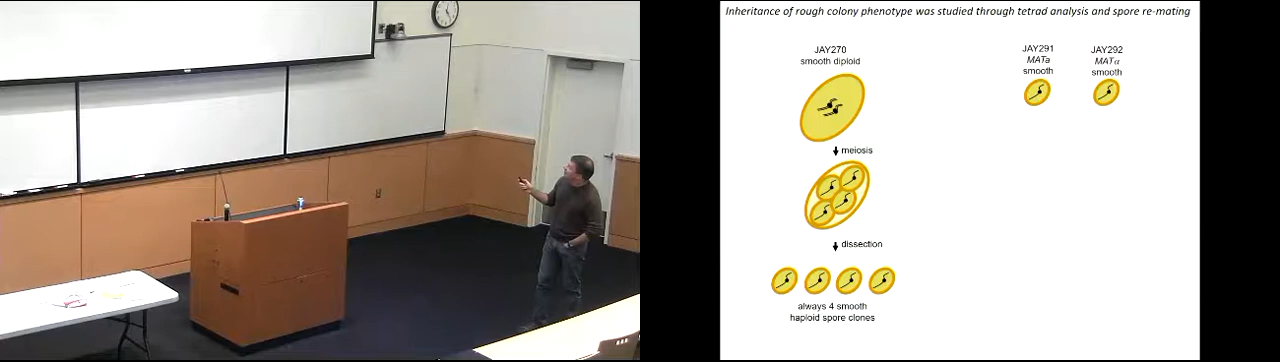 Inheritance of rough colony phenotype was studied through tetrad analysis and spore re-mating
JAY270
smooth diploid
meiosis
dissection
always 4 smooth
haploid spore clones
JAY291
MATa
smooth
JAY292
MATα
smooth